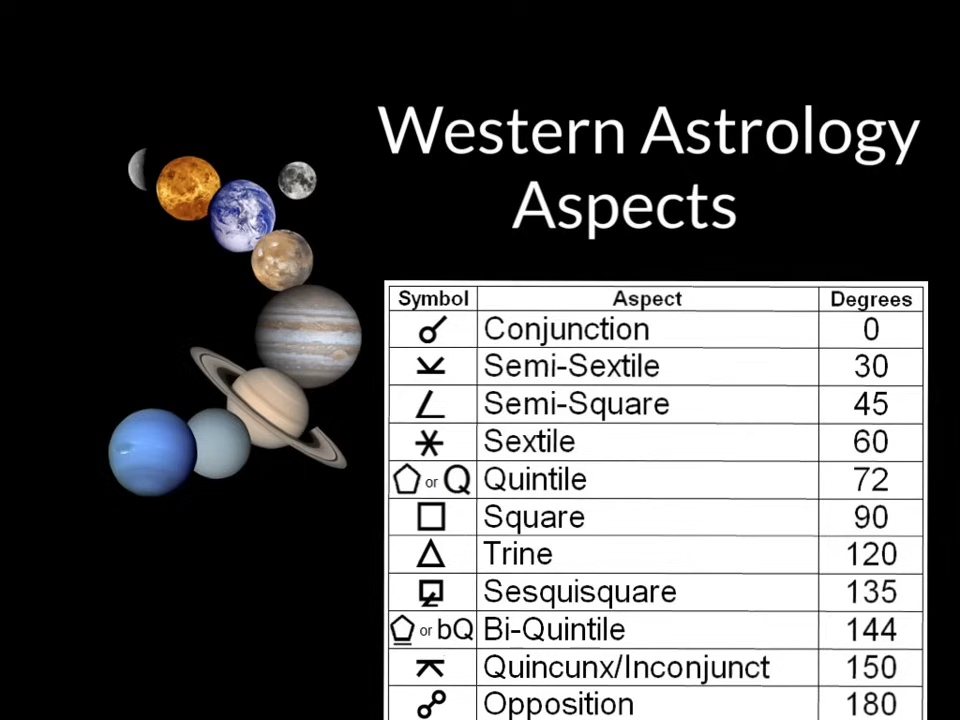 Western Astrology
Aspects
Symbol Aspect Degrees
Conjunction 0
Semi-Sextile 30
Semi-Square 45
Sextile 60
or Q Quintile 72
Square 90
Trine 120
Sesquisquare 135
or bQ Bi-Quintile 144
Quincunx/Inconjunct 150
Opposition 180